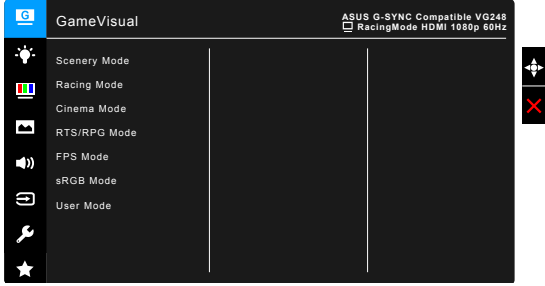 G
GameVisual
ASUS G-SYNC Compatible VG248
RacingMode HDMI 1080p 60Hz
Scenery Mode
Racing Mode
Cinema Mode
RTS/RPG Mode
FPS Mode
sRGB Mode
User Mode